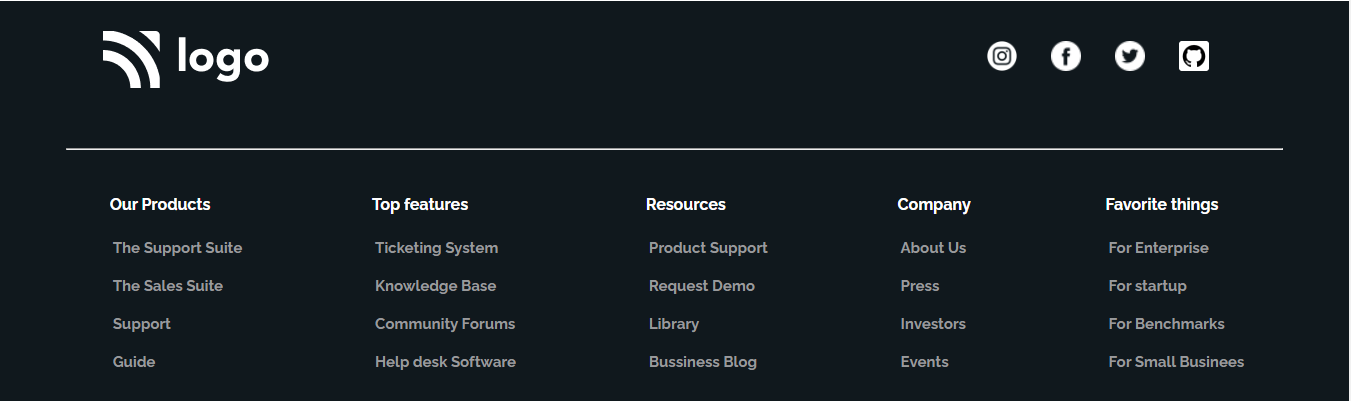 logo
Our Products
Top features
Resources
Company
Favorite things
The Support Suite
Ticketing System
Product Support
About Us
For Enterprise
The Sales Suite
Knowledge Base
Request Demo
Press
For startup
Support
Community Forums
Library
Investors
For Benchmarks
Guide
Help desk Software
Bussiness Blog
Events
For Small Businees